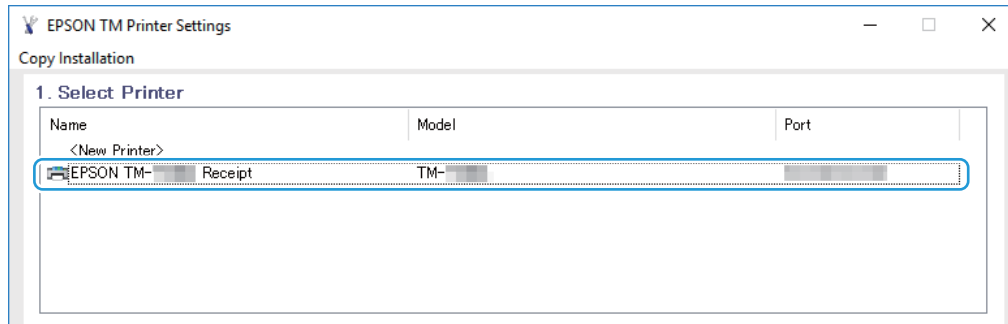 EPSON TM Printer Settings
Copy Installation
1. Select Printer
Name Model Port
<New Printer>
EPSON TM- Receipt TM-